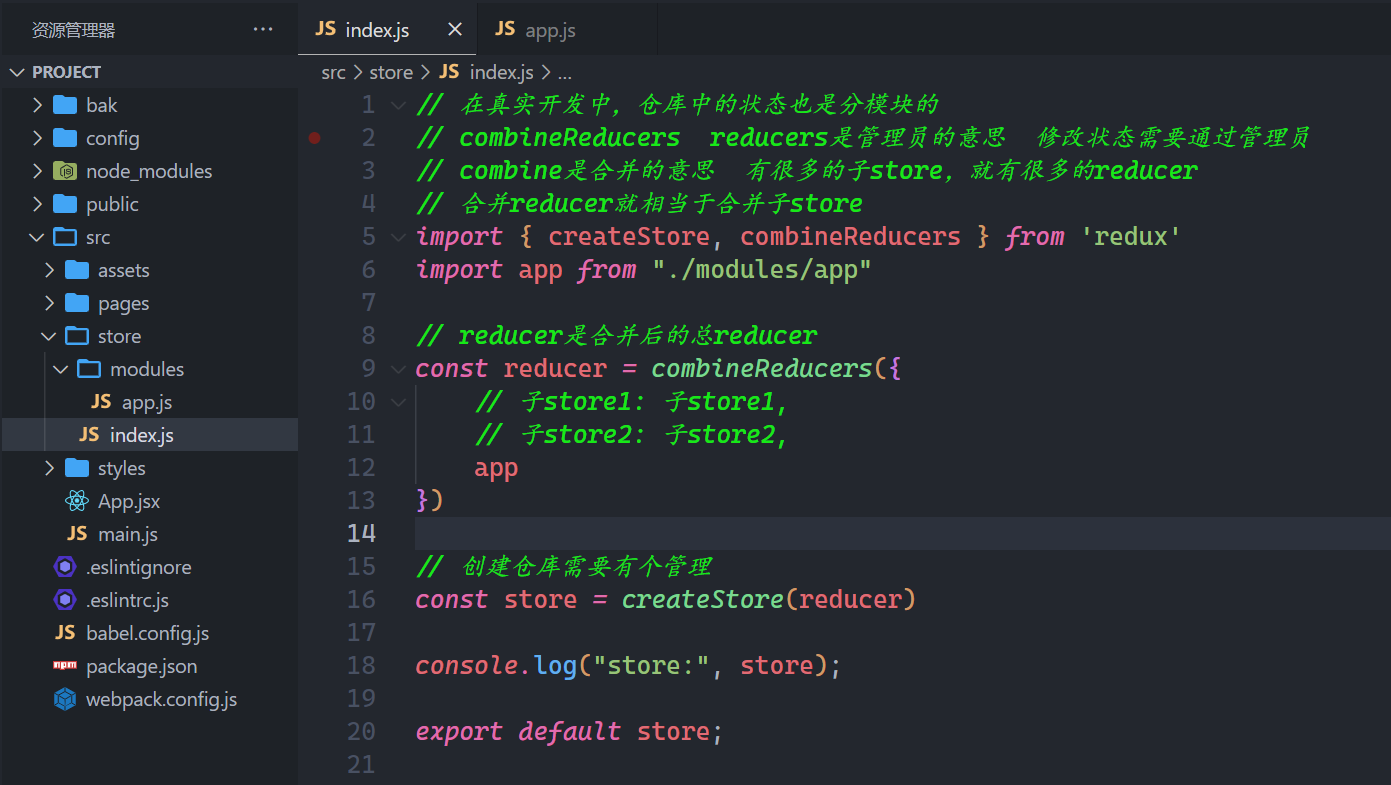 资源管理器 ···
PROJECT
bak
config
node_modules
public
src
assets
pages
store
modules
JS app.js
JS index.js
styles
App.jsx
JS main.js
.eslintignore
.eslintrc.js
JS babel.config.js
npm package.json
webpack.config.js
JS index.js × JS app.js
src > store > JS index.js > ...
1 // 在真实开发中，仓库中的状态也是分模块的
2 // combineReducers  reducers是管理员的意思  修改状态需要通过管理员
3 // combine是合并的意思  有很多的子store，就有很多的reducer
4 // 合并reducer就相当于合并子store
5 import { createStore, combineReducers } from 'redux'
6 import app from "./modules/app"
7
8 // reducer是合并后的总reducer
9 const reducer = combineReducers({
10     // 子store1: 子store1,
11     // 子store2: 子store2,
12     app
13 })
14
15 // 创建仓库需要有个管理
16 const store = createStore(reducer)
17
18 console.log("store:", store);
19
20 export default store;
21